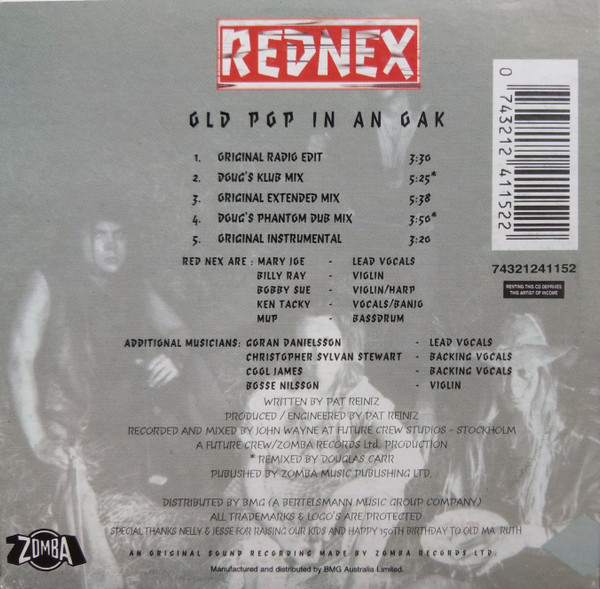 REDNEX
OLD POP IN AN OAK
1. ORIGINAL RADIO EDIT 3:30
2. DOUG'S KLUB MIX 5:25*
3. ORIGINAL EXTENDED MIX 5:38
4. DOUG'S PHANTOM DUB MIX 3:50*
5. ORIGINAL INSTRUMENTAL 3:20
RED NEX ARE : MARY JOE - LEAD VOCALS
BILLY RAY - VIOLIN
BOBBY SUE - VIOLIN/HARP
KEN TACKY - VOCALS/BANJO
MUP - BASSDRUM
ADDITIONAL MUSICIANS: GORAN DANIELSSON - LEAD VOCALS
CHRISTOPHER SYLVAN STEWART - BACKING VOCALS
COOL JAMES - BACKING VOCALS
BOSSE NILSSON - VIOLIN
WRITTEN BY PAT REINIZ
PRODUCED / ENGINEERED BY PAT REINIZ
RECORDED AND MIXED BY JOHN WAYNE AT FUTURE CREW STUDIOS - STOCKHOLM
A FUTURE CREW/ZOMBA RECORDS Ltd. PRODUCTION
* REMIXED BY DOUGLAS CARR
PUBLISHED BY ZOMBA MUSIC PUBLISHING LTD.
DISTRIBUTED BY BMG (A BERTELSMANN MUSIC GROUP COMPANY)
ALL TRADEMARKS & LOGO'S ARE PROTECTED
SPECIAL THANKS NELLY & JESSE FOR RAISING OUR KIDS AND HAPPY 150TH BIRTHDAY TO OLD MA RUTH
AN ORIGINAL SOUND RECORDING MADE BY ZOMBA RECORDS LTD.
Manufactured and distributed by BMG Australia Limited.
ZOMBA
0 743212 411522
74321241152
RENTING THIS CD DEPRIVES
THIS ARTIST OF INCOME